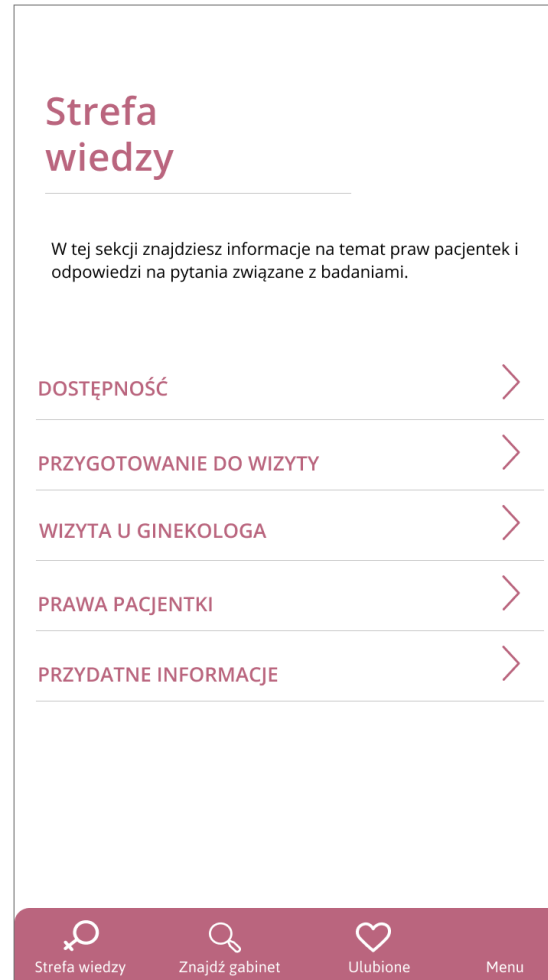 Strefa
wiedzy
W tej sekcji znajdziesz informacje na temat praw pacjentek i
odpowiedzi na pytania związane z badaniami.
DOSTĘPNOŚĆ
PRZYGOTOWANIE DO WIZYTY
WIZYTA U GINEKOLOGA
PRAWA PACJENTKI
PRZYDATNE INFORMACJE
Strefa wiedzy Znajdź gabinet Ulubione Menu